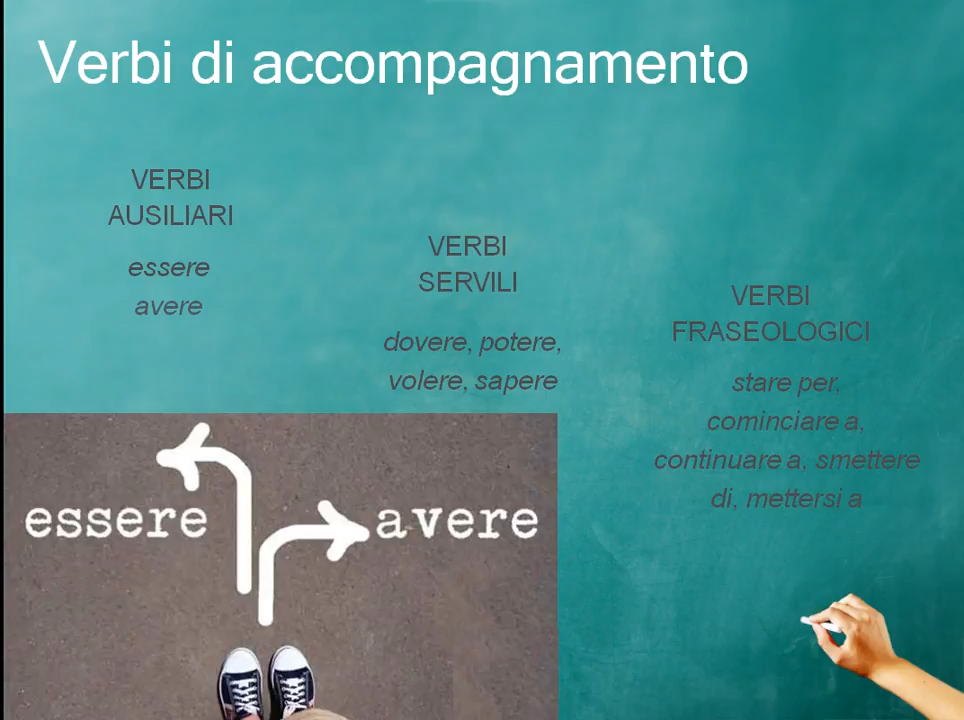 Verbi di accompagnamento
VERBI
AUSILIARI
essere
avere
VERBI
SERVILI
dovere, potere,
volere, sapere
VERBI
FRASEOLOGICI
stare per,
cominciare a,
continuare a, smettere
di, mettersi a
essere
avere